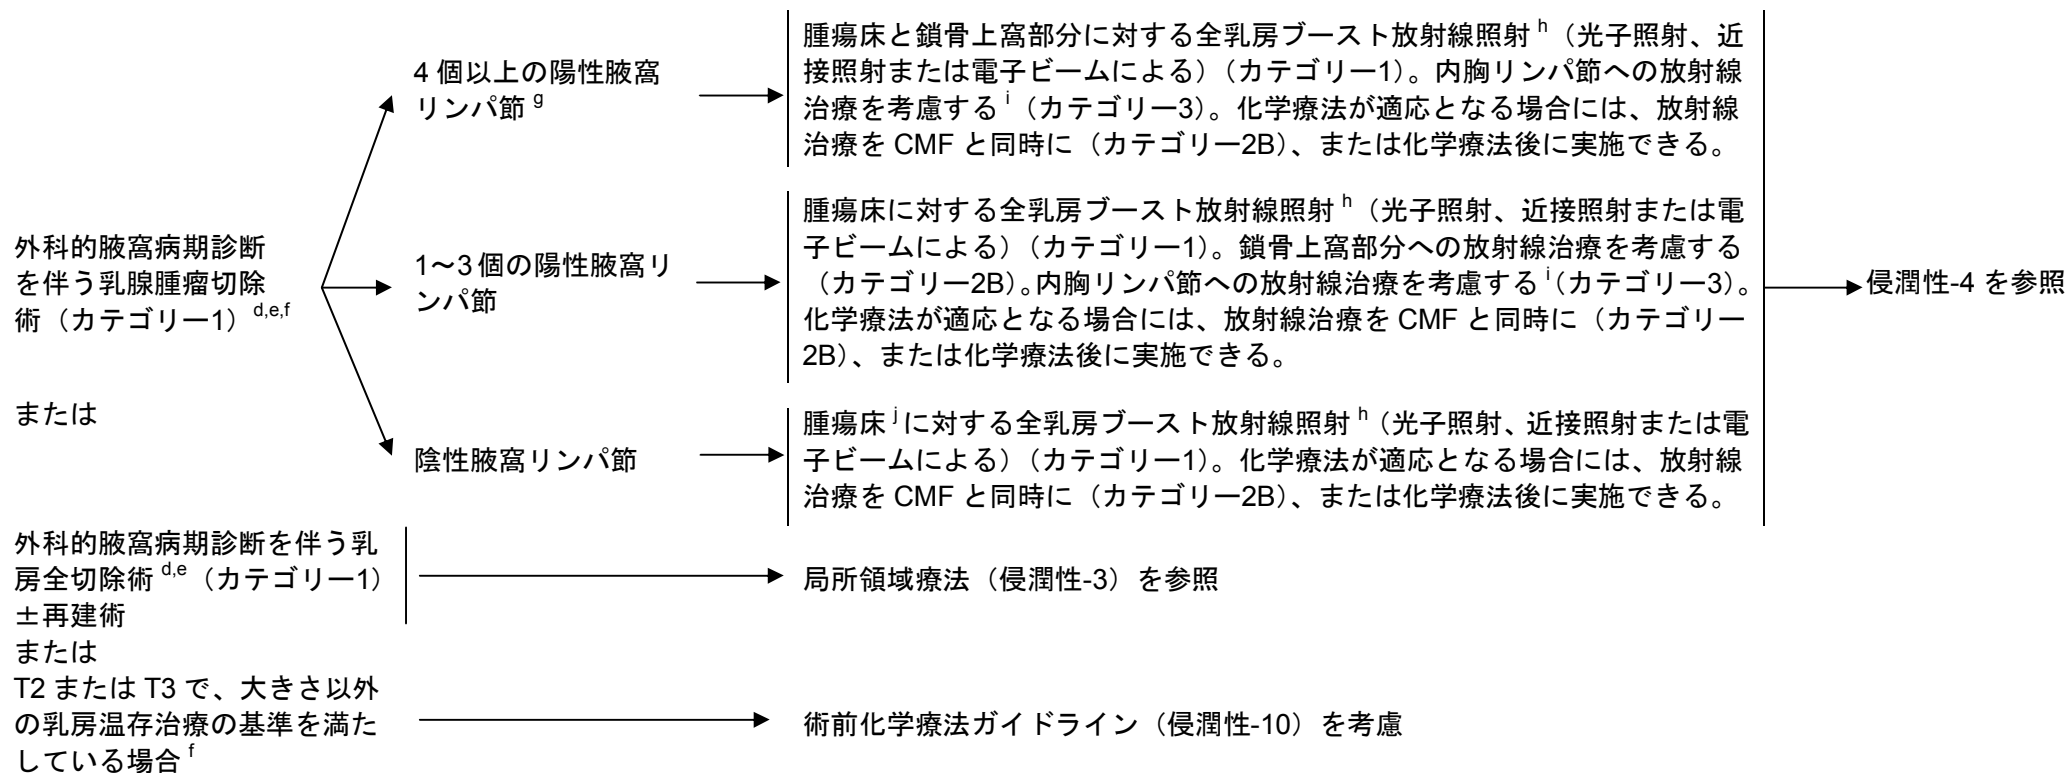 4 個以上の陽性腋窩
リンパ節 g
腫瘍床と鎖骨上窩部分に対する全乳房ブースト放射線照射 h（光子照射、近
接照射または電子ビームによる）（カテゴリー1）。内胸リンパ節への放射線
治療を考慮する i（カテゴリー3）。化学療法が適応となる場合には、放射線
治療を CMF と同時に（カテゴリー2B）、または化学療法後に実施できる。
外科的腋窩病期診断
を伴う乳腺腫瘤切除
術（カテゴリー1）d,e,f
1～3 個の陽性腋窩リ
ンパ節
腫瘍床に対する全乳房ブースト放射線照射 h（光子照射、近接照射または電
子ビームによる）（カテゴリー1）。鎖骨上窩部分への放射線治療を考慮する
（カテゴリー2B）。内胸リンパ節への放射線治療を考慮する i（カテゴリー3）。
化学療法が適応となる場合には、放射線治療を CMF と同時に（カテゴリー
2B）、または化学療法後に実施できる。
侵潤性-4 を参照
または
陰性腋窩リンパ節
腫瘍床 j に対する全乳房ブースト放射線照射 h（光子照射、近接照射または電
子ビームによる）（カテゴリー1）。化学療法が適応となる場合には、放射線
治療を CMF と同時に（カテゴリー2B）、または化学療法後に実施できる。
外科的腋窩病期診断を伴う乳
房全切除術 d,e（カテゴリー1）
±再建術
局所領域療法（侵潤性-3）を参照
または
T2 または T3 で、大きさ以外
の乳房温存治療の基準を満た
している場合 f
術前化学療法ガイドライン（侵潤性-10）を考慮